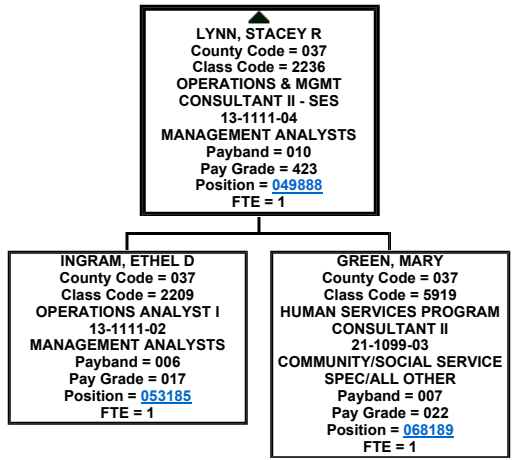 LYNN, STACEY R
County Code = 037
Class Code = 2236
OPERATIONS & MGMT
CONSULTANT II - SES
13-1111-04
MANAGEMENT ANALYSTS
Payband = 010
Pay Grade = 423
Position = 049888
FTE = 1
INGRAM, ETHEL D
County Code = 037
Class Code = 2209
OPERATIONS ANALYST I
13-1111-02
MANAGEMENT ANALYSTS
Payband = 006
Pay Grade = 017
Position = 053185
FTE = 1
GREEN, MARY
County Code = 037
Class Code = 5919
HUMAN SERVICES PROGRAM
CONSULTANT II
21-1099-03
COMMUNITY/SOCIAL SERVICE
SPEC/ALL OTHER
Payband = 007
Pay Grade = 022
Position = 068189
FTE = 1